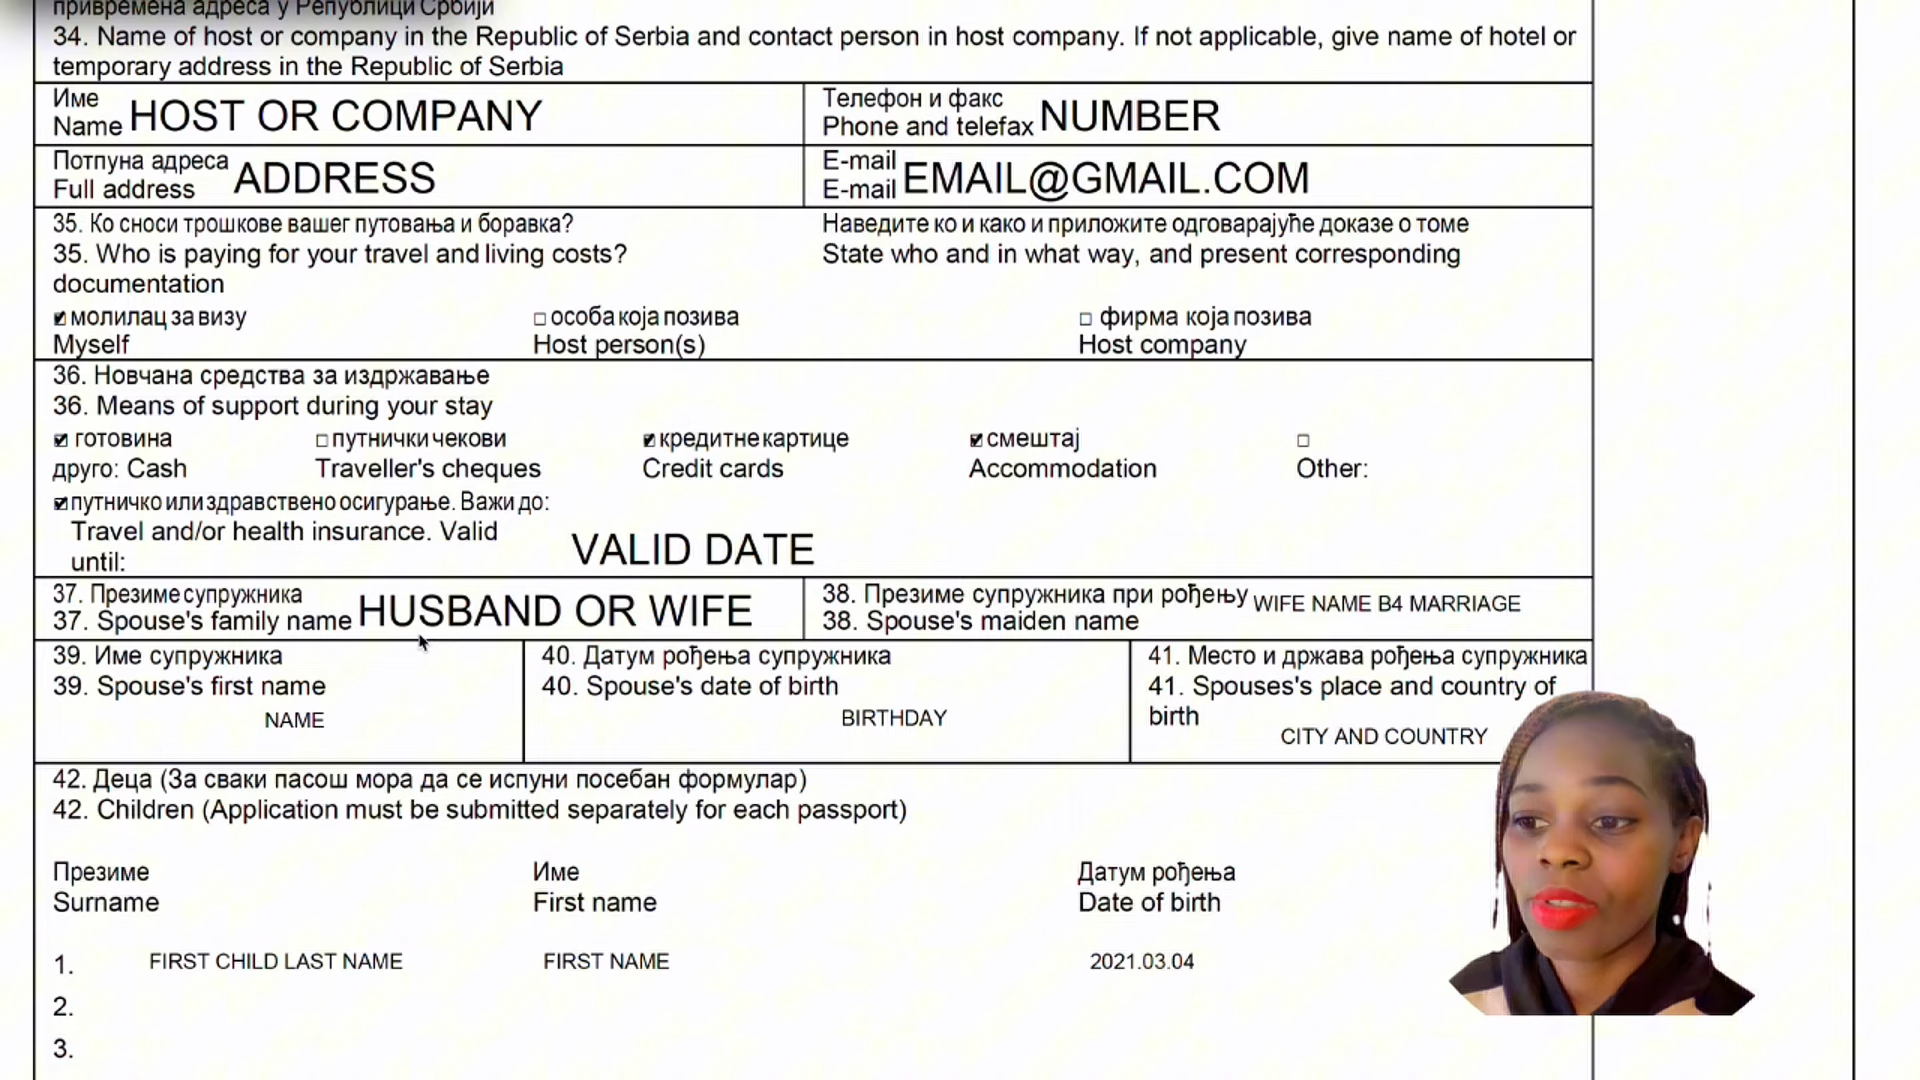 привремена адреса у Републици Србији
34. Name of host or company in the Republic of Serbia and contact person in host company. If not applicable, give name of hotel or
temporary address in the Republic of Serbia
Име
Name HOST OR COMPANY
Телефон и факс
Phone and telefax NUMBER
Потпуна адреса
Full address ADDRESS
E-mail
E-mail EMAIL@GMAIL.COM
35. Ко сноси трошкове вашег путовања и боравка? Наведите ко и како и приложите одговарајуће доказе о томе
35. Who is paying for your travel and living costs? State who and in what way, and present corresponding
documentation
молилац за визу особа која позива фирма која позива
Myself Host person(s) Host company
36. Новчана средства за издржавање
36. Means of support during your stay
готовина путнички чекови кредитне картице смештај
друго: Cash Traveller's cheques Credit cards Accommodation Other:
путничко или здравствено осигурање. Важи до:
Travel and/or health insurance. Valid
until: VALID DATE
37. Презиме супружника
37. Spouse's family name HUSBAND OR WIFE
38. Презиме супружника при рођењу WIFE NAME B4 MARRIAGE
38. Spouse's maiden name
39. Име супружника
39. Spouse's first name
NAME
40. Датум рођења супружника
40. Spouse's date of birth
BIRTHDAY
41. Место и држава рођења супружника
41. Spouses's place and country of
birth
CITY AND COUNTRY
42. Деца (За сваки пасош мора да се испуни посебан формулар)
42. Children (Application must be submitted separately for each passport)
Презиме Име Датум рођења
Surname First name Date of birth
1. FIRST CHILD LAST NAME FIRST NAME 2021.03.04
2.
3.